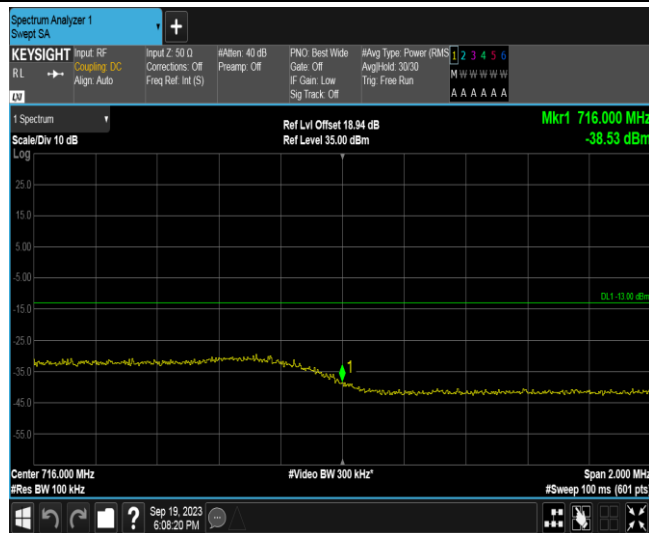 Spectrum Analyzer 1
Swept SA
+
KEYSIGHT Input: RF Input Z: 50 Ω #Atten: 40 dB PNO: Best Wide #Avg Type: Power (RMS 1 2 3 4 5 6
RL Coupling: DC Corrections: Off Preamp: Off Gate: Off Avg|Hold: 30/30 M W W W W W
Align: Auto Freq Ref: Int (S) IF Gain: Low Trig: Free Run
Sig Track: Off A A A A A A
LXI
1 Spectrum Ref Lvl Offset 18.94 dB Mkr1 716.000 MHz
Scale/Div 10 dB Ref Level 35.00 dBm -38.53 dBm
Log
25.0
15.0
5.00
-5.00
DL1 -13.00 dBm
-15.0
-25.0
1
-35.0
-45.0
-55.0
Center 716.000 MHz #Video BW 300 kHz* Span 2.000 MHz
#Res BW 100 kHz #Sweep 100 ms (601 pts)
? Sep 19, 2023
6:08:20 PM